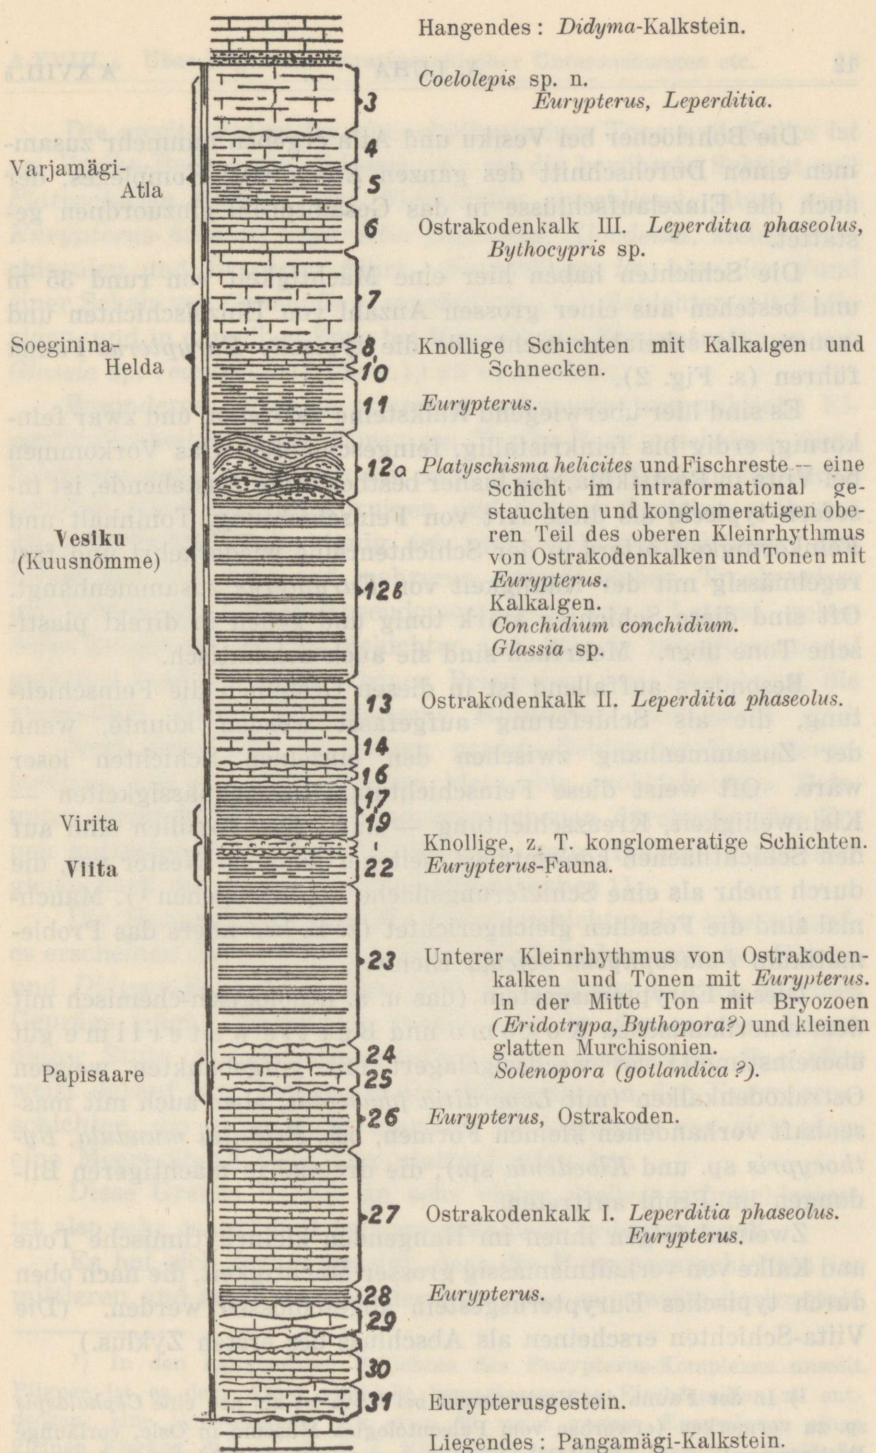 Hangendes: Didyma-Kalkstein.
Coelolepis sp. n.
Eurypterus, Leperditia.
3
4
Varjamägi-
Atla
5
6
Ostrakodenkalk III. Leperditia phaseolus,
Bythocypris sp.
7
Soeginina-
Helda
8
Knollige Schichten mit Kalkalgen und
Schnecken.
10
11
Eurypterus.
12a
Platyschisma helicites und Fischreste — eine
Schicht im intraformational ge-
stauchten und konglomeratigen obe-
ren Teil des oberen Kleinrhythmus
von Ostrakodenkalken und Tonen mit
Eurypterus.
Kalkalgen.
Conchidium conchidium.
Glassia sp.
Vesiku
(Kuusnõmme)
12b
13
Ostrakodenkalk II. Leperditia phaseolus.
14
16
17
Virita
19
Knollige, z. T. konglomeratige Schichten.
Viita
22
Eurypterus-Fauna.
23
Unterer Kleinrhythmus von Ostrakoden-
kalken und Tonen mit Eurypterus.
In der Mitte Ton mit Bryozoen
(Eridotrypa, Bythopora?) und kleinen
glatten Murchisonien.
Solenopora (gotlandica?).
24
Papisaare
25
26
Eurypterus, Ostrakoden.
27
Ostrakodenkalk I. Leperditia phaseolus.
Eurypterus.
28
Eurypterus.
29
30
31
Eurypterusgestein.
Liegendes: Pangamägi-Kalkstein.